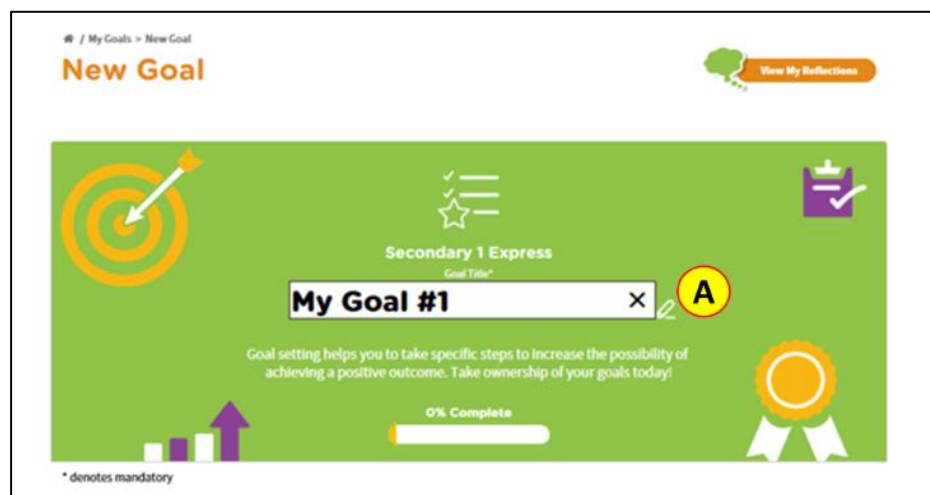 / My Goals > New Goal
New Goal
View My Reflections
Secondary 1 Express
Goal Title*
My Goal #1
A
Goal setting helps you to take specific steps to increase the possibility of
achieving a positive outcome. Take ownership of your goals today!
0% Complete
* denotes mandatory